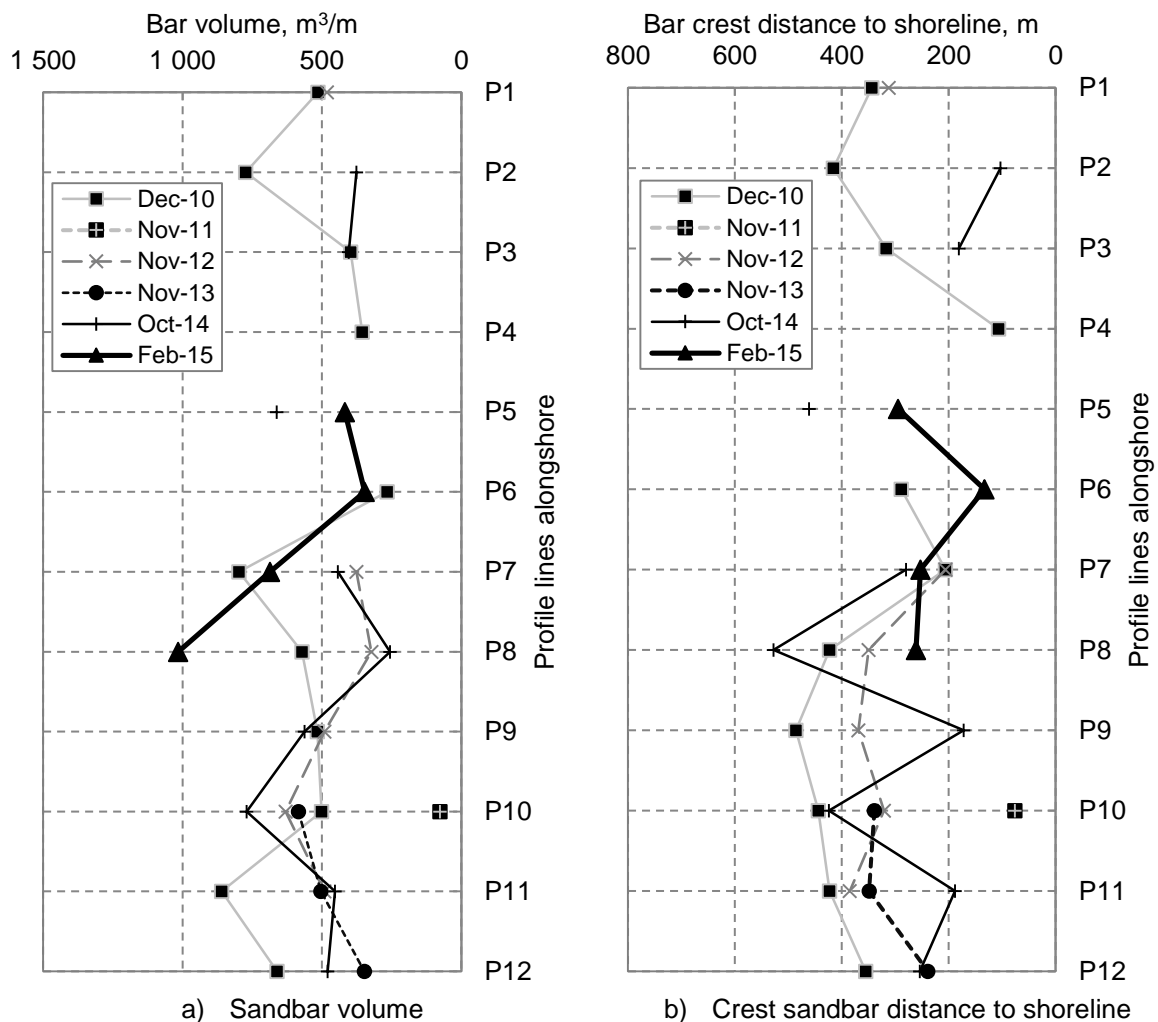 Bar volume, m³/m
1 500 1 000 500 0
P1
P2
P3
P4
P5
P6
P7
P8
P9
P10
P11
P12
Profile lines alongshore
Dec-10
Nov-11
Nov-12
Nov-13
Oct-14
Feb-15
a) Sandbar volume
Bar crest distance to shoreline, m
800 600 400 200 0
P1
P2
P3
P4
P5
P6
P7
P8
P9
P10
P11
P12
Profile lines alongshore
Dec-10
Nov-11
Nov-12
Nov-13
Oct-14
Feb-15
b) Crest sandbar distance to shoreline